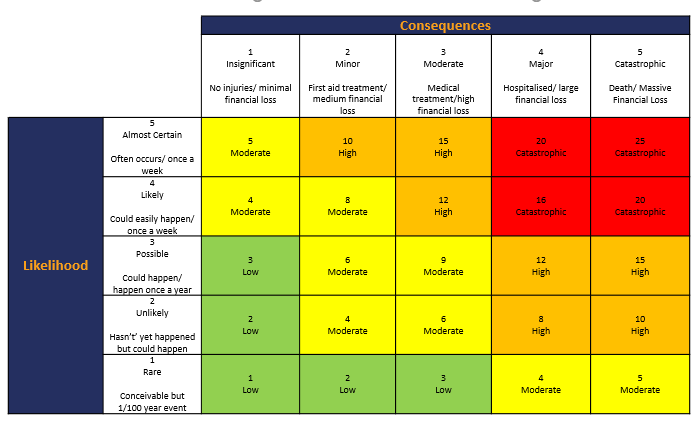 Consequences
1
Insignificant
No injuries/ minimal
financial loss
2
Minor
First aid treatment/
medium financial
loss
3
Moderate
Medical
treatment/high
financial loss
4
Major
Hospitalised/ large
financial loss
5
Catastrophic
Death/ Massive
Financial Loss
Likelihood
5
Almost Certain
Often occurs/ once a
week
5
Moderate
10
High
15
High
20
Catastrophic
25
Catastrophic
4
Likely
Could easily happen/
once a week
4
Moderate
8
Moderate
12
High
16
Catastrophic
20
Catastrophic
3
Possible
Could happen/
happen once a year
3
Low
6
Moderate
9
Moderate
12
High
15
High
2
Unlikely
Hasn't' yet happened
but could happen
2
Low
4
Moderate
6
Moderate
8
High
10
High
1
Rare
Conceivable but
1/100 year event
1
Low
2
Low
3
Low
4
Moderate
5
Moderate